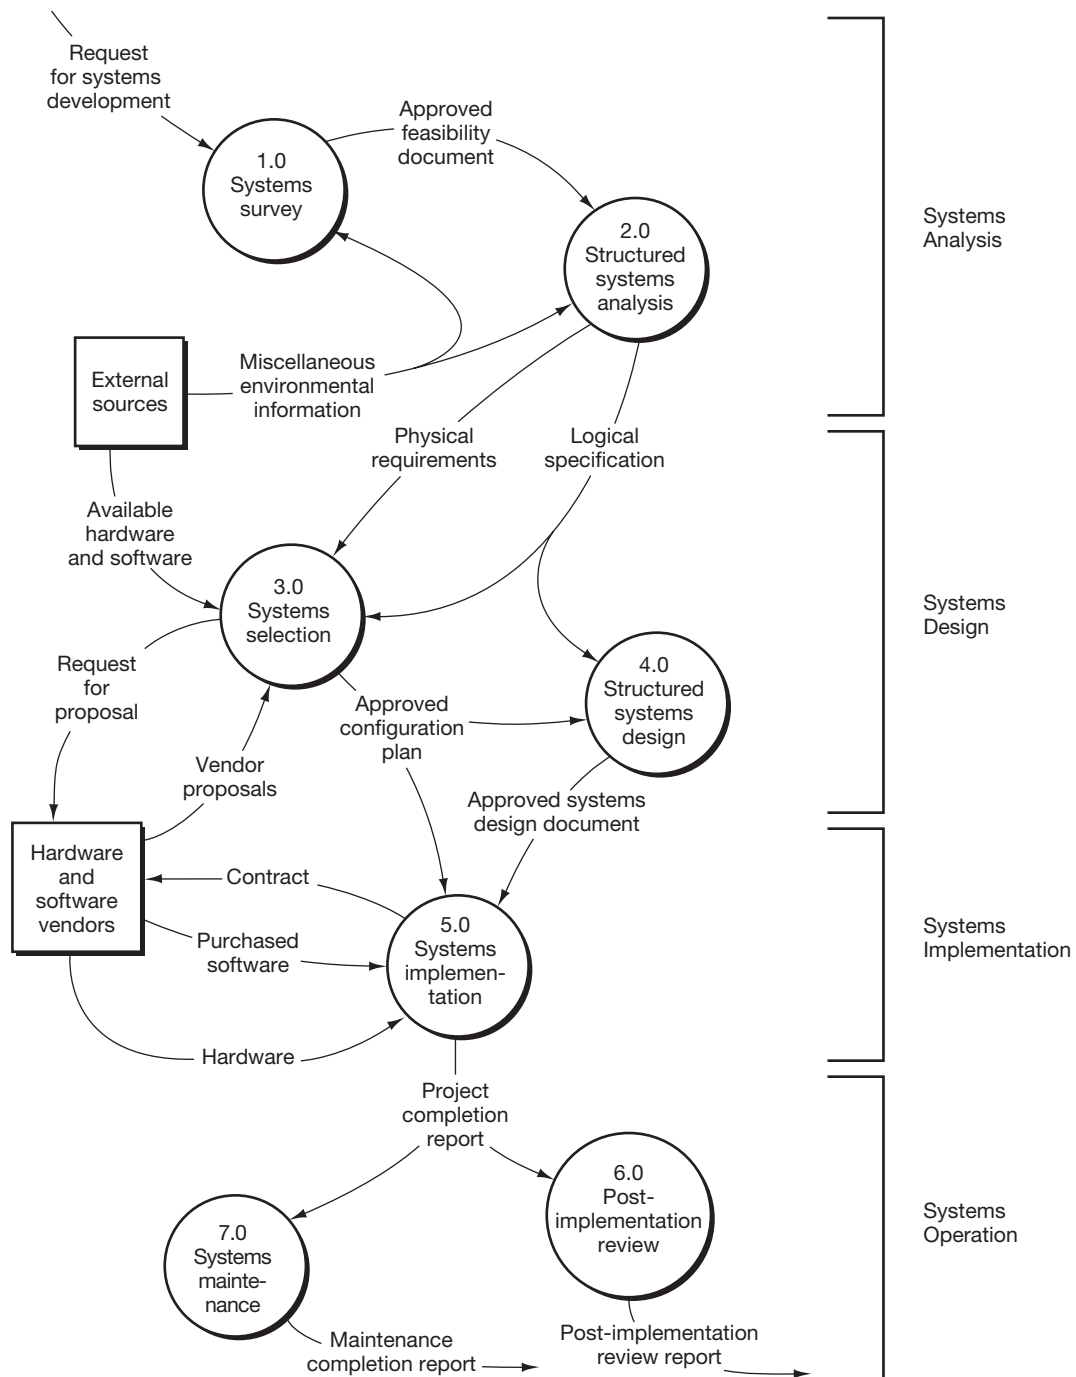 Request
for systems
development
Approved
feasibility
document
1.0
Systems
survey
2.0
Structured
systems
analysis
Systems
Analysis
External
sources
Miscellaneous
environmental
information
Physical
requirements
Logical
specification
Available
hardware
and software
3.0
Systems
selection
Systems
Design
Request
for
proposal
4.0
Structured
systems
design
Approved
configuration
plan
Vendor
proposals
Approved systems
design document
Hardware
and
software
vendors
Contract
Purchased
software
5.0
Systems
implemen-
tation
Systems
Implementation
Hardware
Project
completion
report
6.0
Post-
implementation
review
7.0
Systems
mainte-
nance
Systems
Operation
Maintenance
completion report
Post-implementation
review report